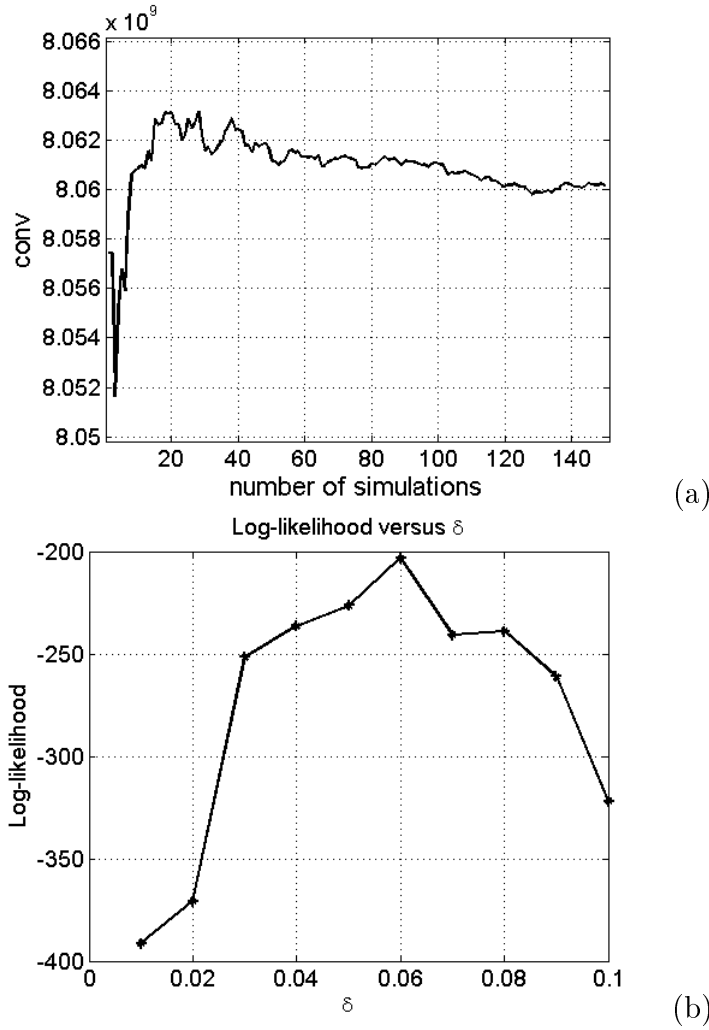 x 10⁹
8.066
8.064
8.062
8.06
8.058
8.056
8.054
8.052
8.05
conv
20 40 60 80 100 120 140
number of simulations
(a)
Log-likelihood versus δ
-200
-250
-300
-350
-400
Log-likelihood
0 0.02 0.04 0.06 0.08 0.1
δ
(b)